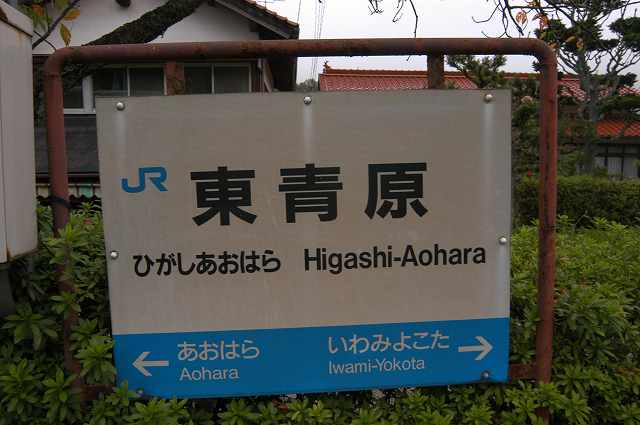 JR 東青原
ひがしあおはら Higashi-Aohara
← あおはら いわみよこた →
Aohara Iwami-Yokota